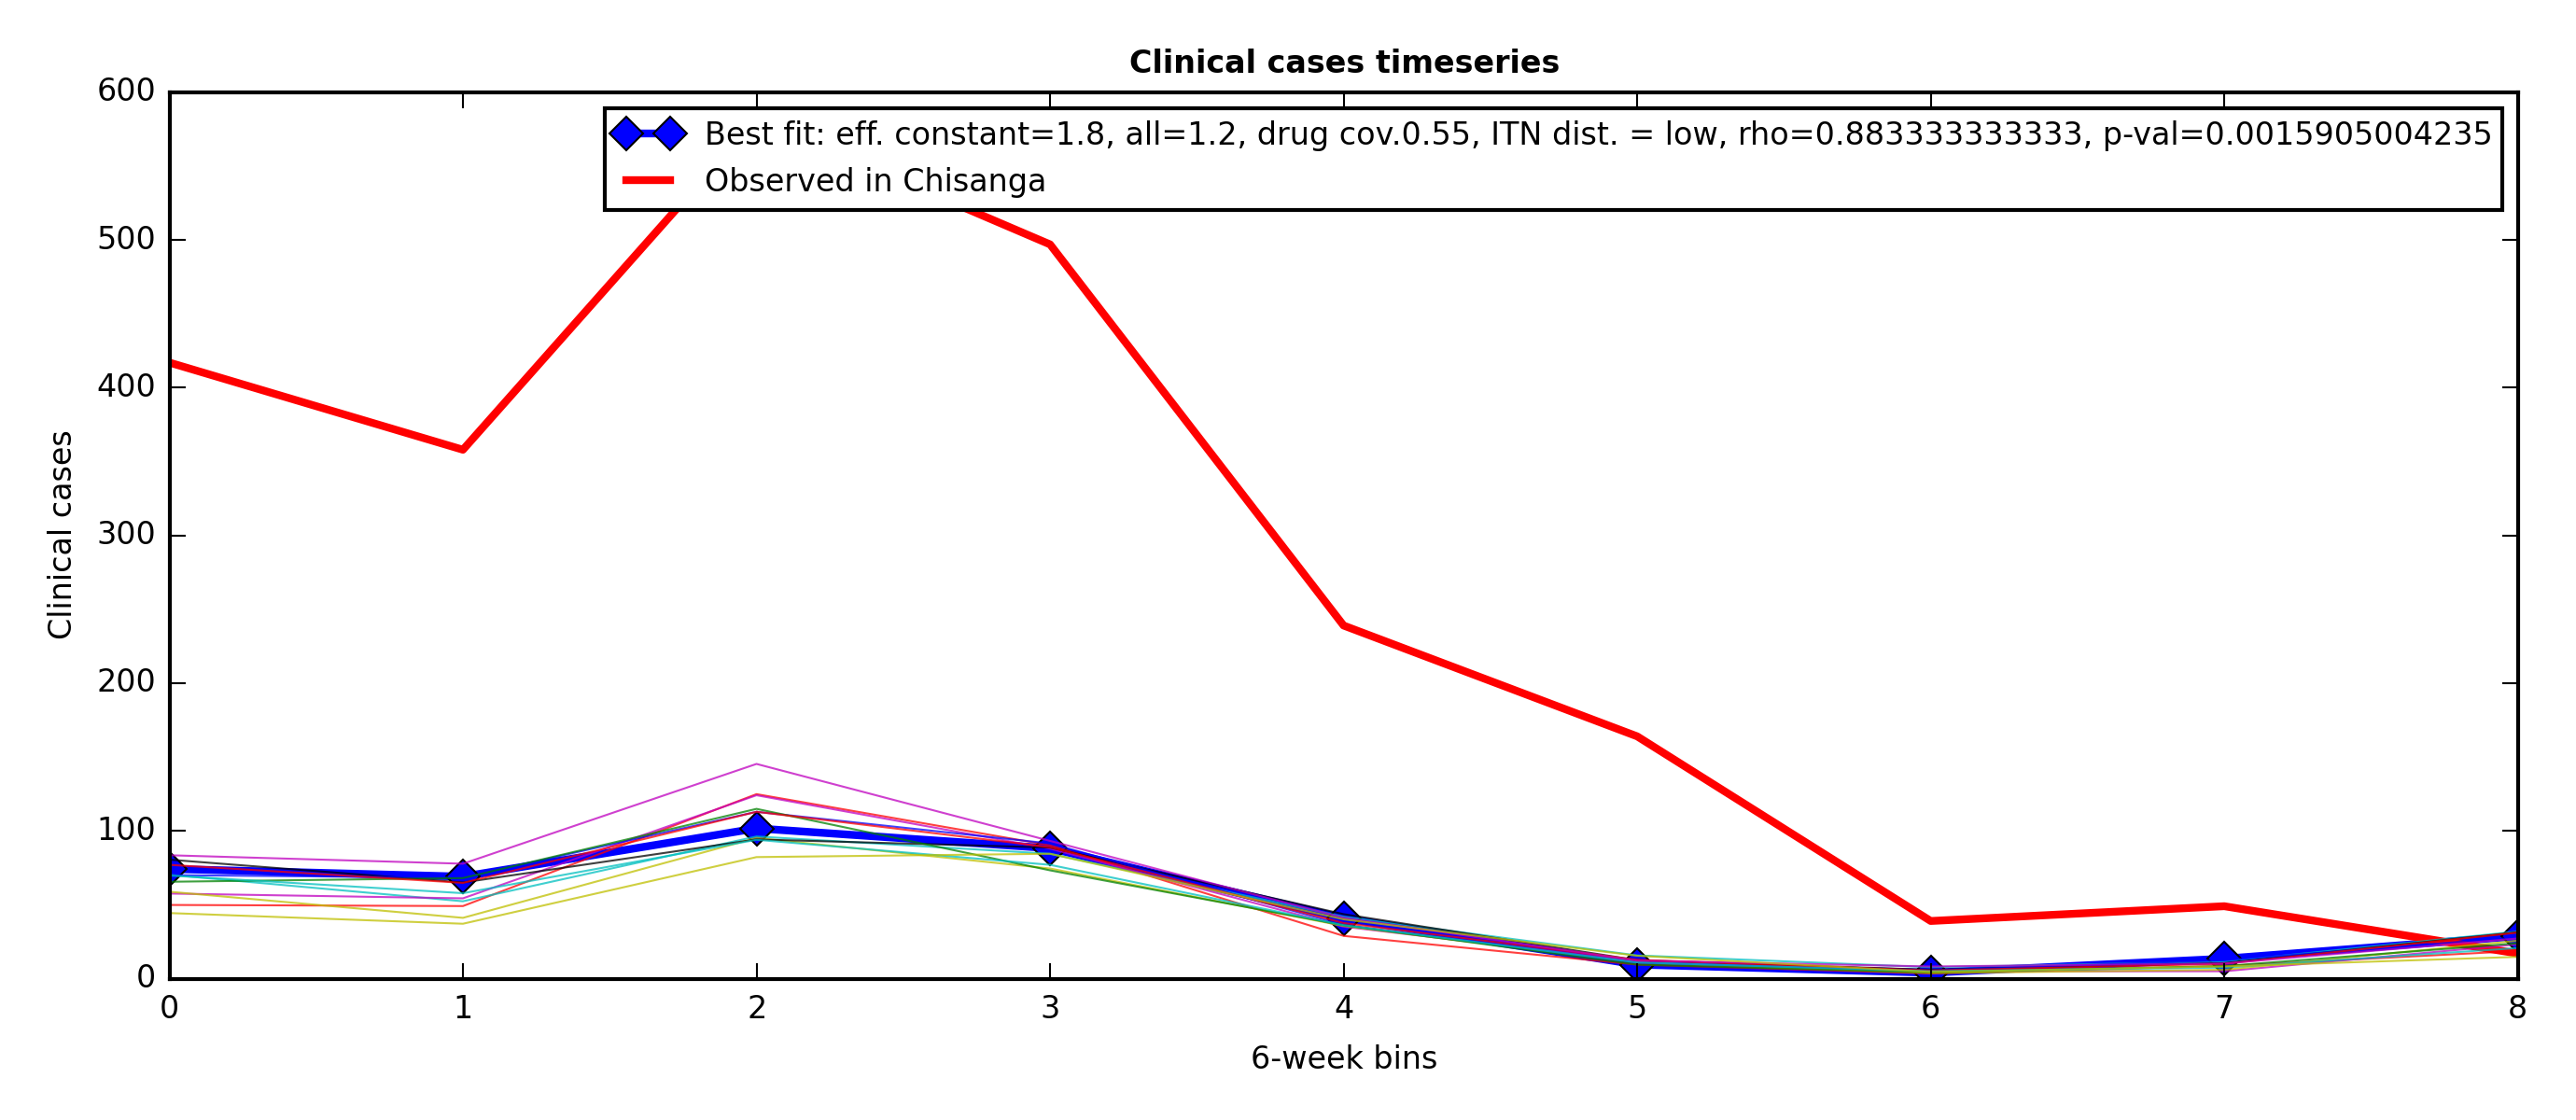 Clinical cases timeseries
600
500
400
300
200
100
0
Clinical cases
Best fit: eff. constant=1.8, all=1.2, drug cov.0.55, ITN dist. = low, rho=0.883333333333, p-val=0.0015905004235
Observed in Chisanga
0 1 2 3 4 5 6 7 8
6-week bins